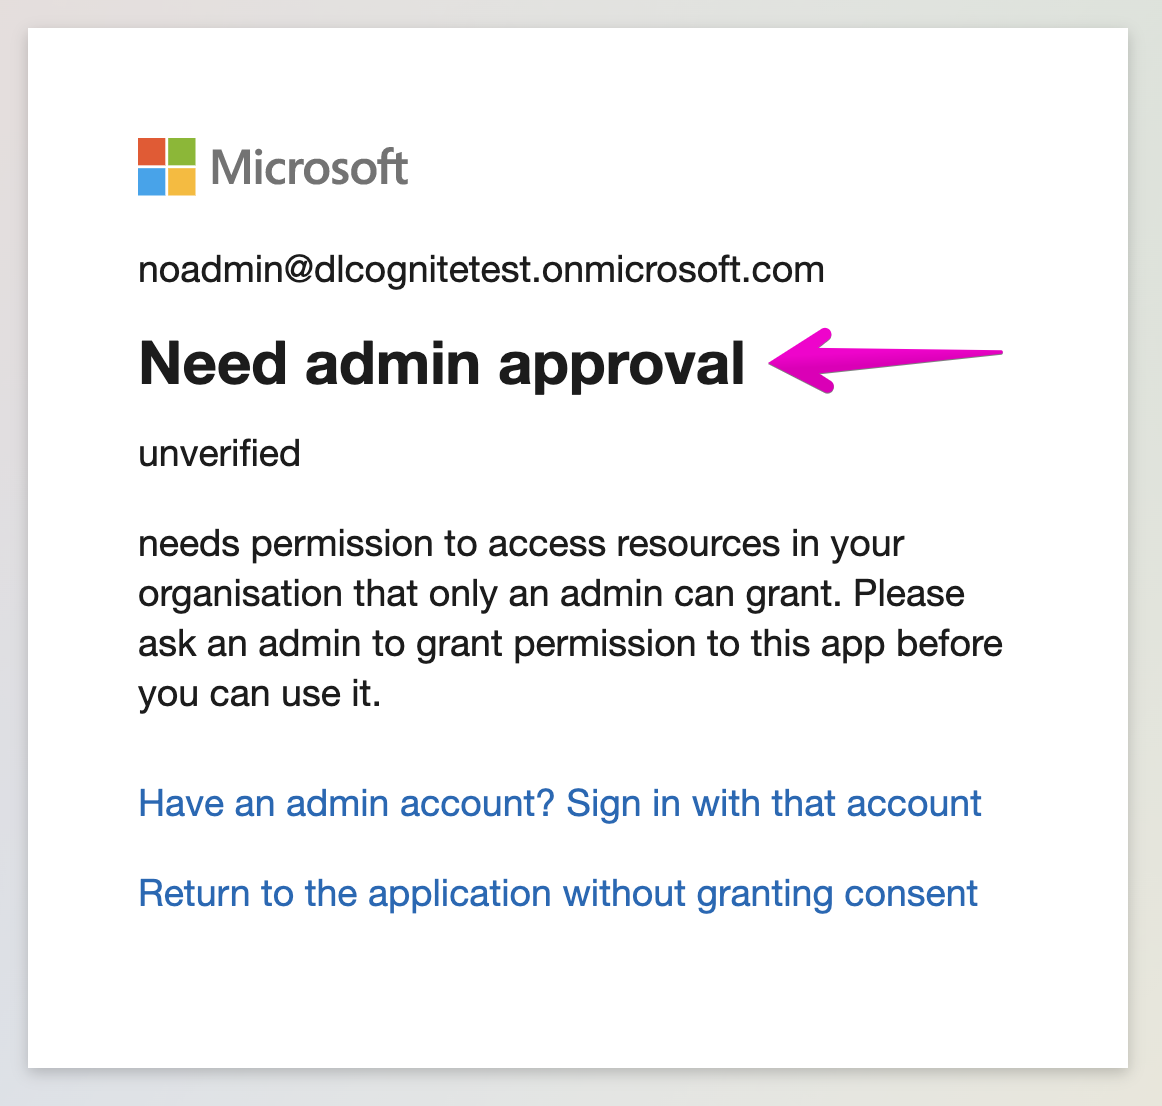 Microsoft
noadmin@dlcognitetest.onmicrosoft.com
Need admin approval
unverified
needs permission to access resources in your
organisation that only an admin can grant. Please
ask an admin to grant permission to this app before
you can use it.
Have an admin account? Sign in with that account
Return to the application without granting consent